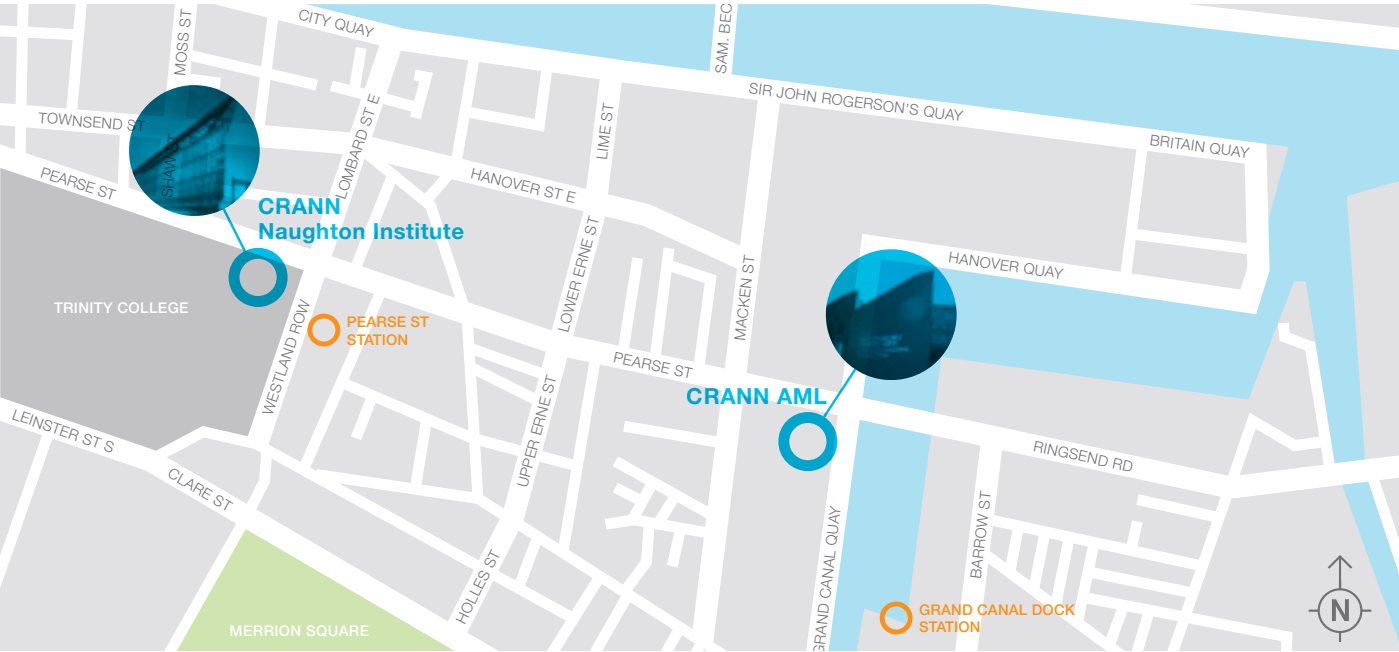 CITY QUAY
MOSS ST
SAM. BEC
SIR JOHN ROGERSON'S QUAY
BRITAIN QUAY
TOWNSEND ST
SHAW ST
LOMBARD ST E
LIME ST
PEARSE ST
HANOVER ST E
CRANN
Naughton Institute
LOWER ERNE ST
MACKEN ST
HANOVER QUAY
TRINITY COLLEGE
WESTLAND ROW
PEARSE ST
STATION
PEARSE ST
CRANN AML
UPPER ERNE ST
LEINSTER ST S
CLARE ST
RINGSEND RD
BARROW ST
GRAND CANAL QUAY
HOLLES ST
MERRION SQUARE
GRAND CANAL DOCK
STATION
N